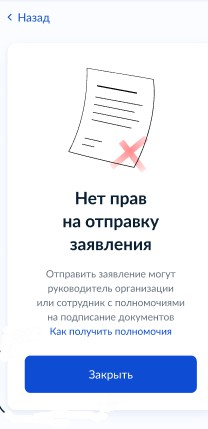 Назад
Нет прав
на отправку
заявления
Отправить заявление могут
руководитель организации
или сотрудник с полномочиями
на подписание документов
Как получить полномочия
Закрыть